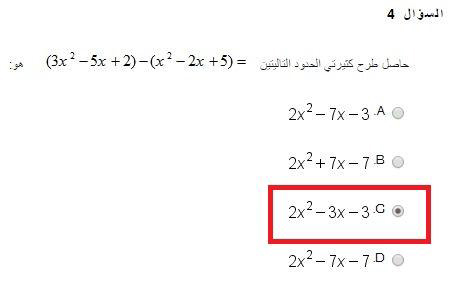 السؤال 4
حاصل طرح كثيرتي الحدود التاليتين (3x² − 5x + 2) − (x² − 2x + 5) = هو:
2x² − 7x − 3 .A
2x² + 7x − 7 .B
2x² − 3x − 3 .C
2x² − 7x − 7 .D